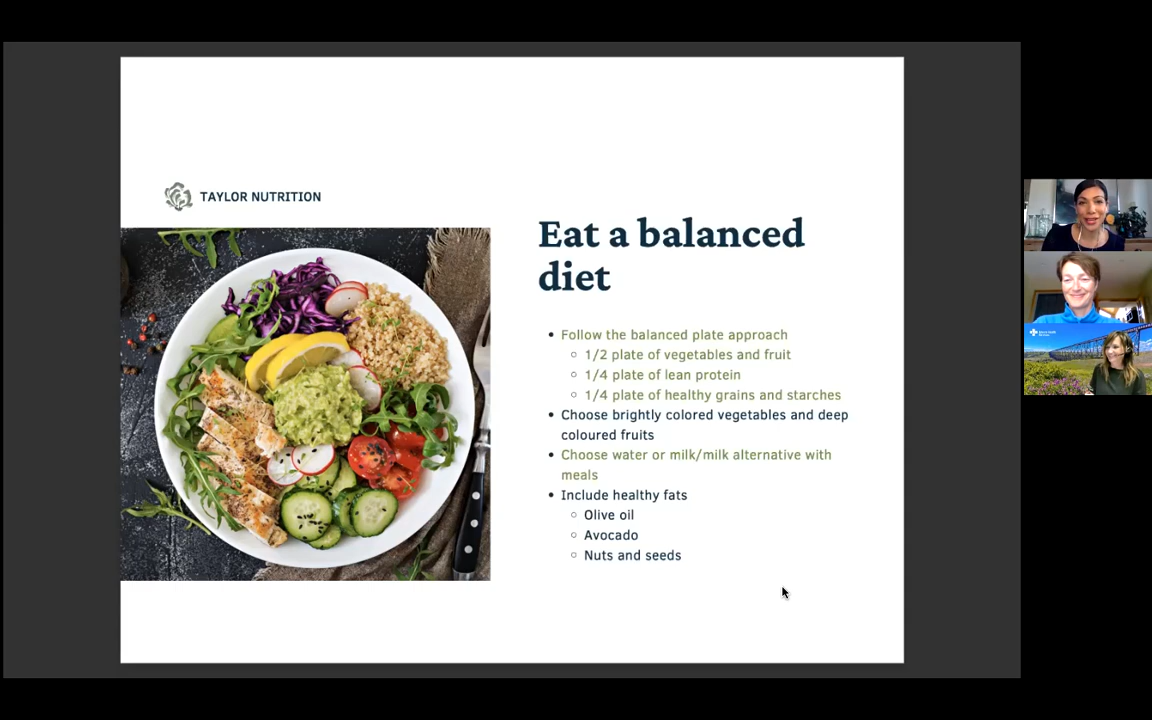 TAYLOR NUTRITION
Eat a balanced
diet
• Follow the balanced plate approach
◦ 1/2 plate of vegetables and fruit
◦ 1/4 plate of lean protein
◦ 1/4 plate of healthy grains and starches
• Choose brightly colored vegetables and deep
coloured fruits
• Choose water or milk/milk alternative with
meals
• Include healthy fats
◦ Olive oil
◦ Avocado
◦ Nuts and seeds